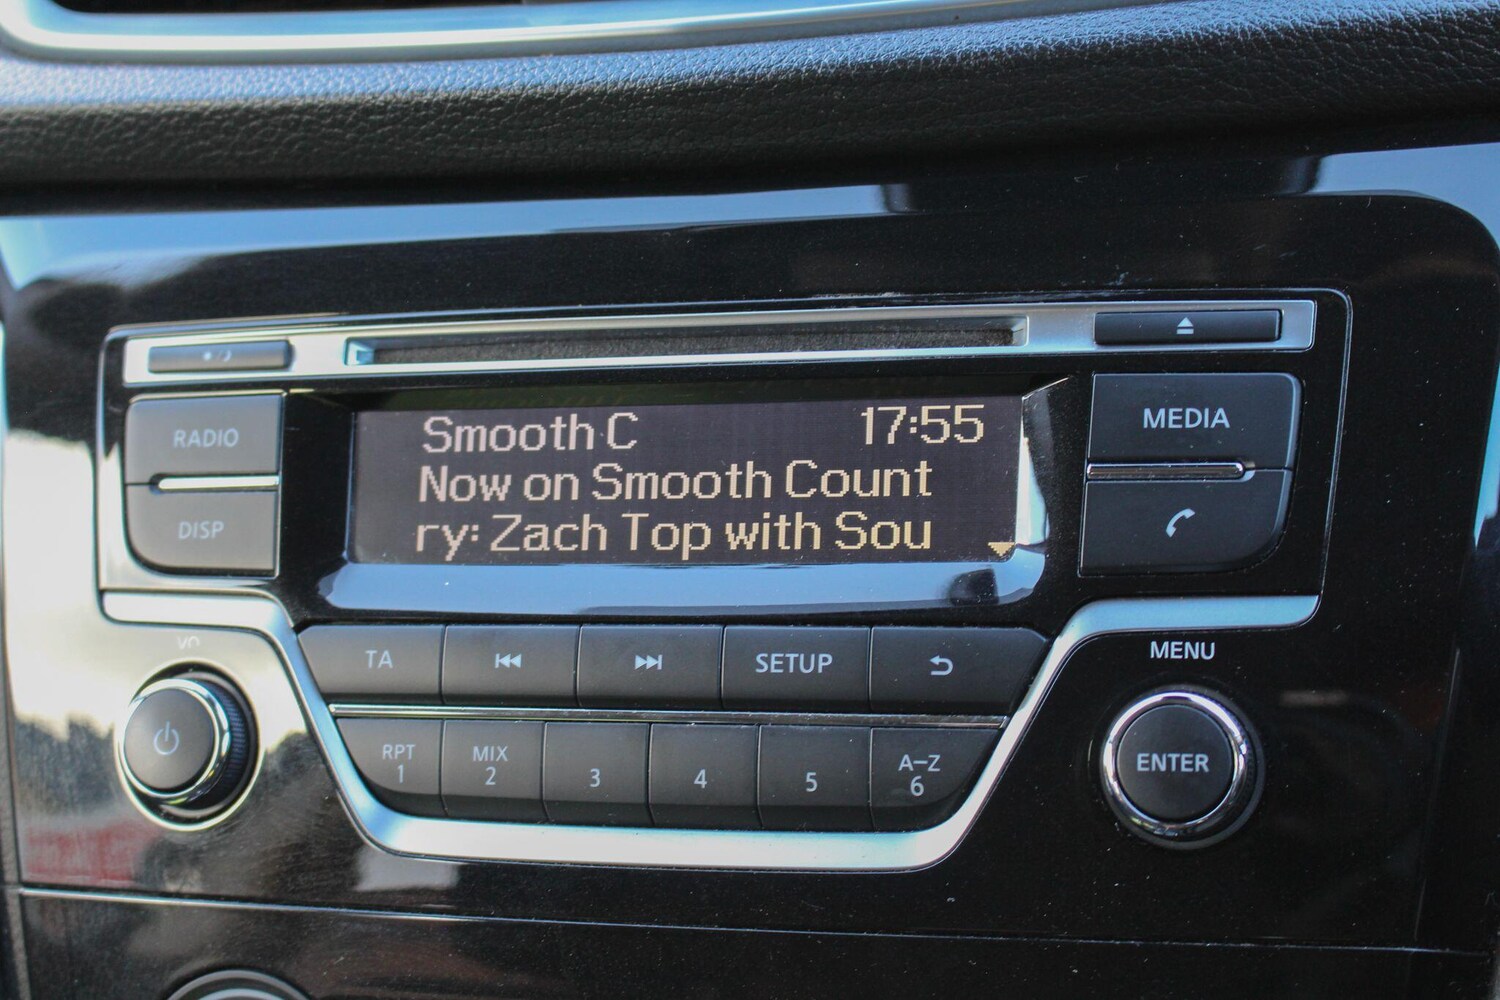 RADIO
DISP
Smooth C 17:55
Now on Smooth Count
ry: Zach Top with Sou
MEDIA
TA
SETUP
MENU
RPT
1
MIX
2
3
4
5
A–Z
6
ENTER